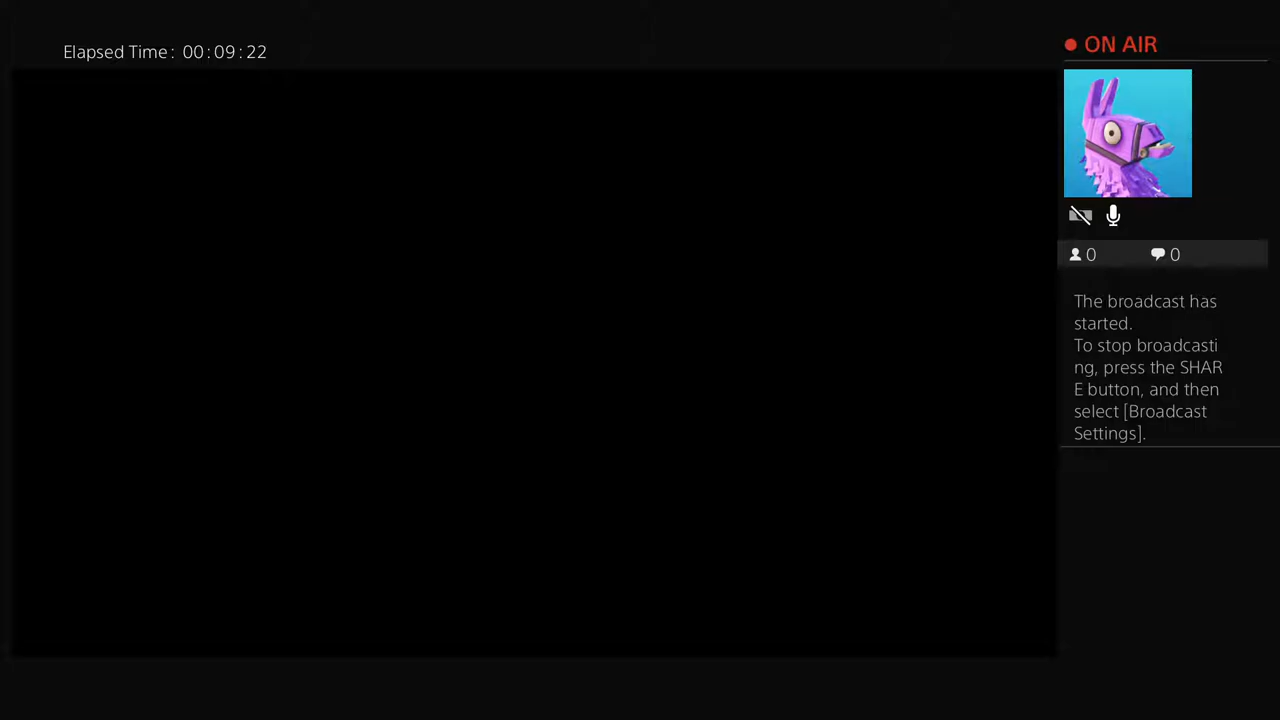 Elapsed Time: 00:09:22
ON AIR
0 0
The broadcast has
started.
To stop broadcasti
ng, press the SHAR
E button, and then
select [Broadcast
Settings].